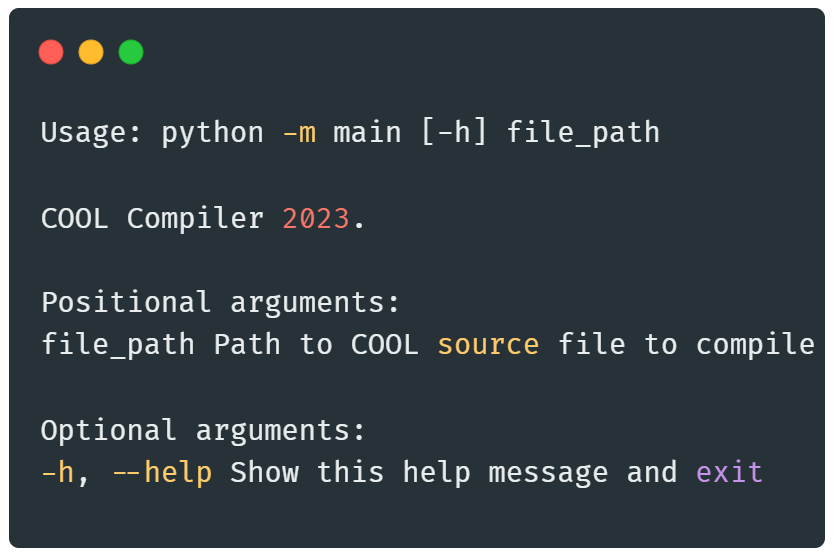 Usage: python -m main [-h] file_path
COOL Compiler 2023.
Positional arguments:
file_path Path to COOL source file to compile
Optional arguments:
-h, --help Show this help message and exit